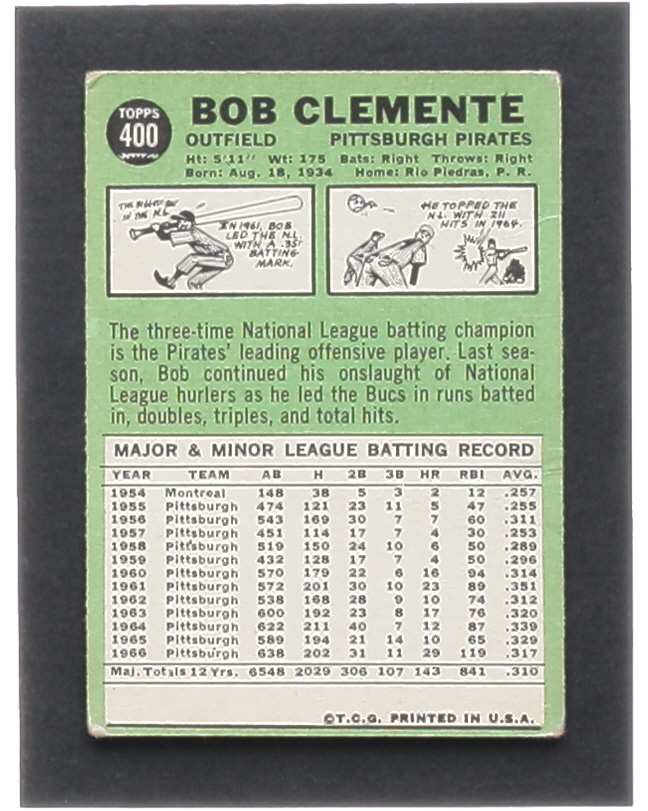 TOPPS
400
BOB CLEMENTE
OUTFIELD PITTSBURGH PIRATES
Ht: 5'11" Wt: 175 Bats: Right Throws: Right
Born: Aug. 18, 1934 Home: Rio Piedras, P. R.
THE BIGGEST BAT
IN THE N.L.
IN 1961, BOB
LED THE N.L.
WITH A .351
BATTING
MARK.
HE TOPPED THE
N.L. WITH 211
HITS IN 1964.
The three-time National League batting champion
is the Pirates' leading offensive player. Last sea-
son, Bob continued his onslaught of National
League hurlers as he led the Bucs in runs batted
in, doubles, triples, and total hits.
MAJOR & MINOR LEAGUE BATTING RECORD
YEAR TEAM AB H 2B 3B HR RBI AVG.
1954 Montreal 148 38 5 3 2 12 .257
1955 Pittsburgh 474 121 23 11 5 47 .255
1956 Pittsburgh 543 169 30 7 7 60 .311
1957 Pittsburgh 451 114 17 7 4 30 .253
1958 Pittsburgh 519 150 24 10 6 50 .289
1959 Pittsburgh 432 128 17 7 4 50 .296
1960 Pittsburgh 570 179 22 6 16 94 .314
1961 Pittsburgh 572 201 30 10 23 89 .351
1962 Pittsburgh 538 168 28 9 10 74 .312
1963 Pittsburgh 600 192 23 8 17 76 .320
1964 Pittsburgh 622 211 40 7 12 87 .339
1965 Pittsburgh 589 194 21 14 10 65 .329
1966 Pittsburgh 638 202 31 11 29 119 .317
Maj. Totals 12 Yrs. 6548 2029 306 107 143 841 .310
©T.C.G. PRINTED IN U.S.A.